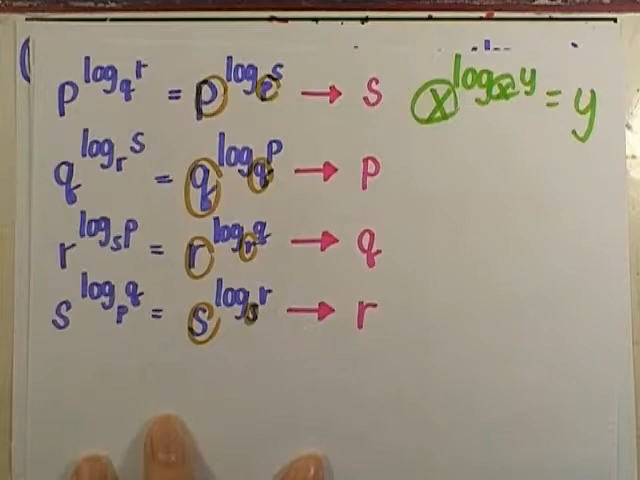 p^{log_q r} = p^{log_p s} → s x^{log_x y} = y
q^{log_r s} = q^{log_q p} → p
r^{log_s p} = r^{log_r q} → q
s^{log_p q} = s^{log_s r} → r